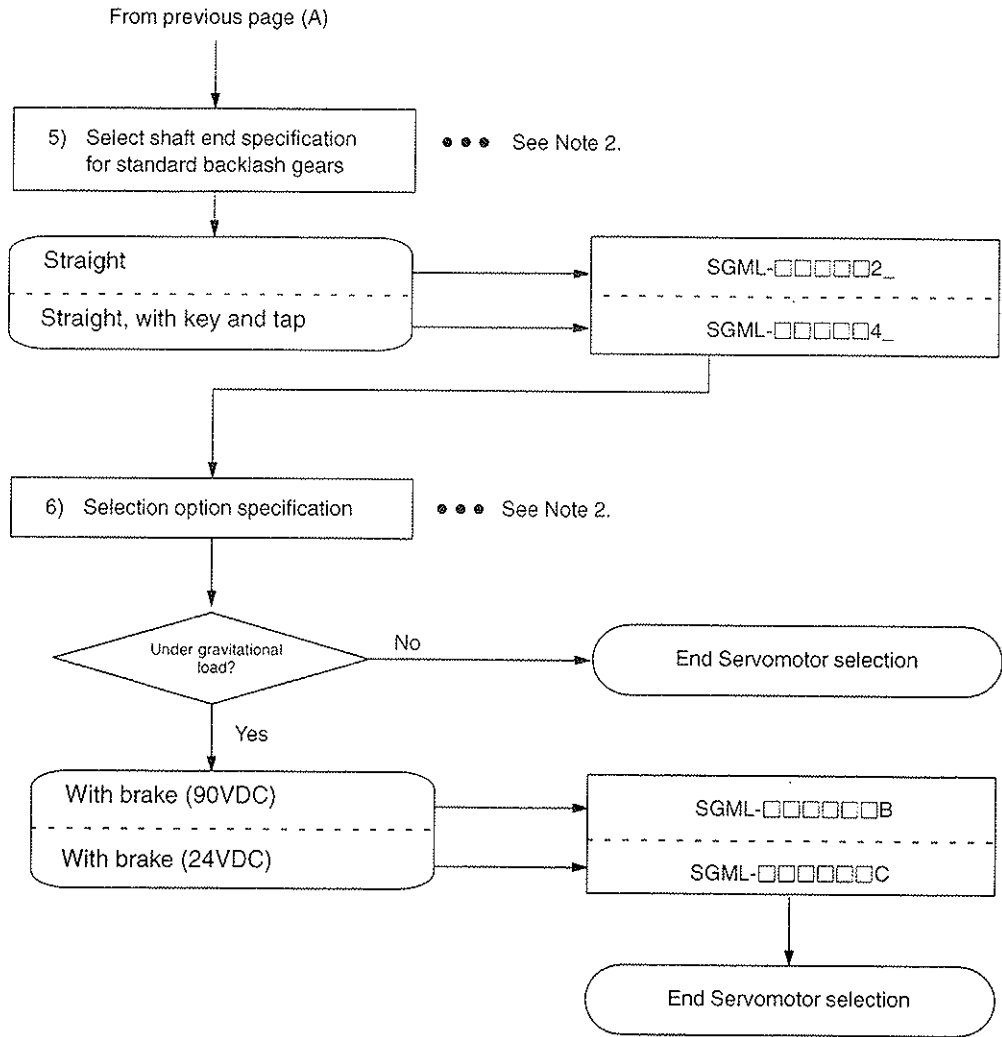 From previous page (A)
5) Select shaft end specification
for standard backlash gears
● ● ● See Note 2.
Straight
Straight, with key and tap
SGML-□□□□□2_
SGML-□□□□□4_
6) Selection option specification
● ● ● See Note 2.
Under gravitational
load?
No
End Servomotor selection
Yes
With brake (90VDC)
With brake (24VDC)
SGML-□□□□□□B
SGML-□□□□□□C
End Servomotor selection